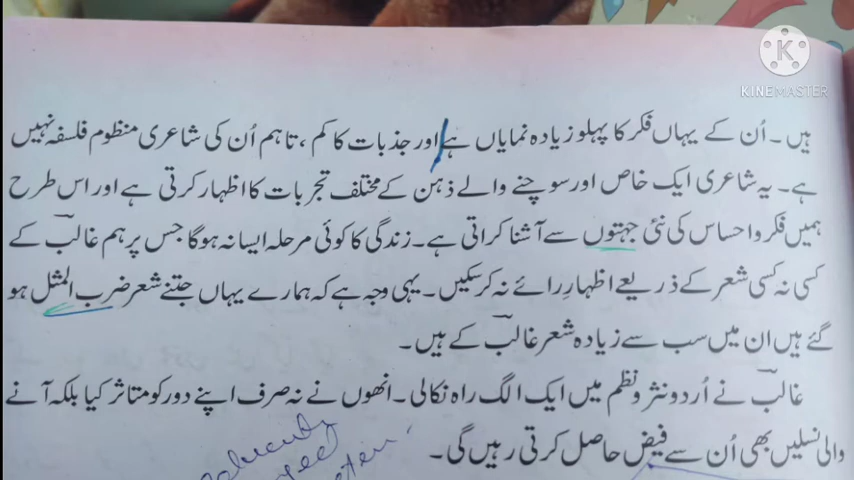 KINEMASTER
ہیں۔ اُن کے یہاں فکر کا پہلو زیادہ نمایاں ہے اور جذبات کا کم، تاہم اُن کی شاعری منظوم فلسفہ نہیں
ہے۔ یہ شاعری ایک خاص اور سوچنے والے ذہن کے مختلف تجربات کا اظہار کرتی ہے اور اس طرح
ہمیں فکر و احساس کی نئی جہتوں سے آشنا کراتی ہے۔ زندگی کا کوئی مرحلہ ایسا نہ ہوگا جس پر ہم غالبؔ کے
کسی نہ کسی شعر کے ذریعے اظہارِ رائے نہ کر سکیں۔ یہی وجہ ہے کہ ہمارے یہاں جتنے شعر ضرب المثل ہو
گئے ہیں ان میں سب سے زیادہ شعر غالبؔ کے ہیں۔
غالبؔ نے اُردو نثر و نظم میں ایک الگ راہ نکالی۔ انھوں نے نہ صرف اپنے دور کو متاثر کیا بلکہ آنے
والی نسلیں بھی اُن سے فیض حاصل کرتی رہیں گی۔